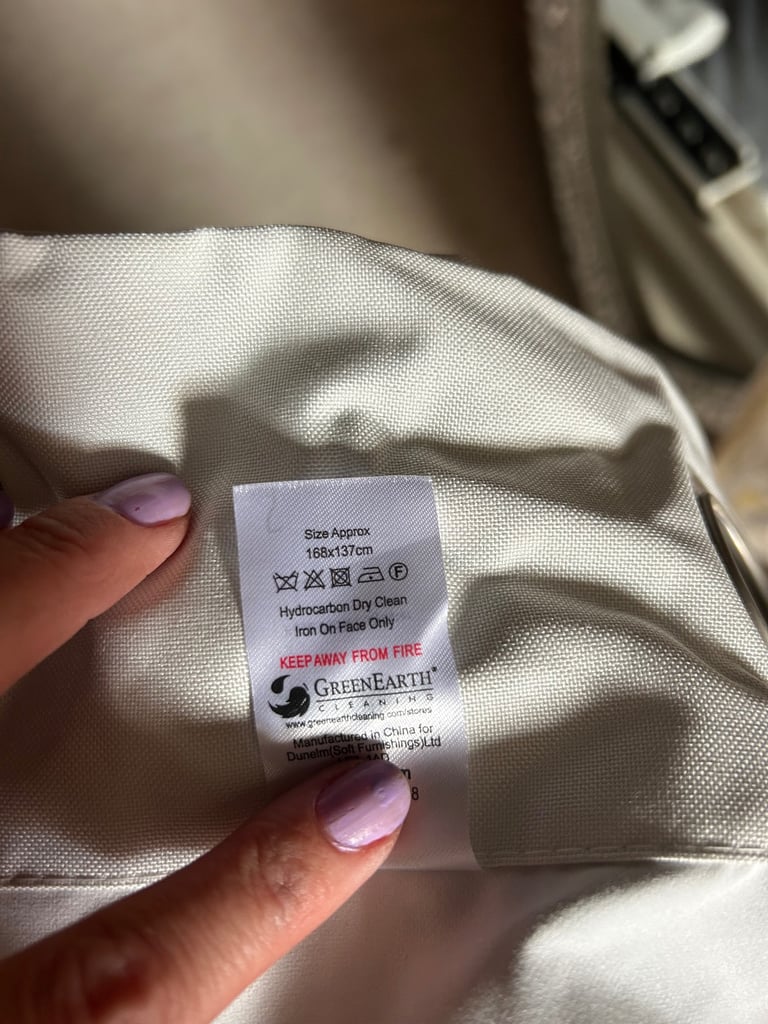 Size Approx
168x137cm
F
Hydrocarbon Dry Clean
Iron On Face Only
KEEP AWAY FROM FIRE
GREENEARTH®
CLEANING
www.greenearthcleaning.com/stores
Manufactured in China for
Dunelm(Soft Furnishings)Ltd
8